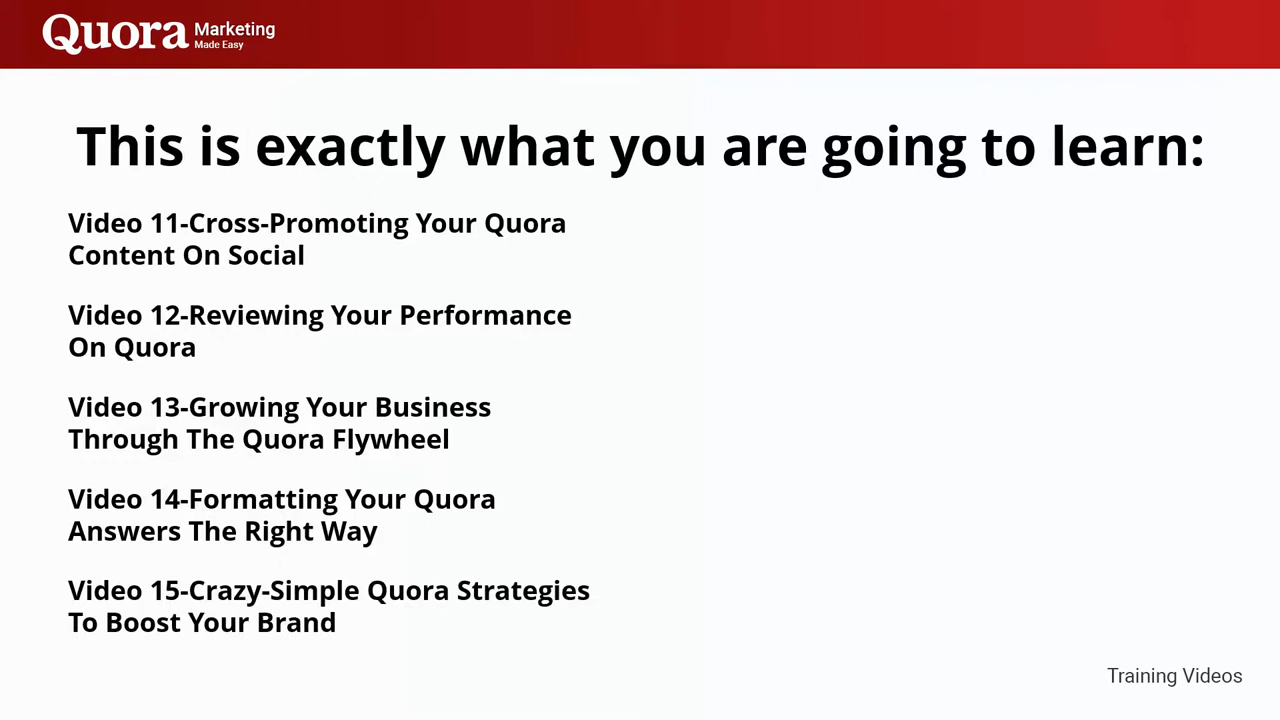 Quora Marketing
Made Easy
This is exactly what you are going to learn:
Video 11-Cross-Promoting Your Quora
Content On Social
Video 12-Reviewing Your Performance
On Quora
Video 13-Growing Your Business
Through The Quora Flywheel
Video 14-Formatting Your Quora
Answers The Right Way
Video 15-Crazy-Simple Quora Strategies
To Boost Your Brand
Training Videos